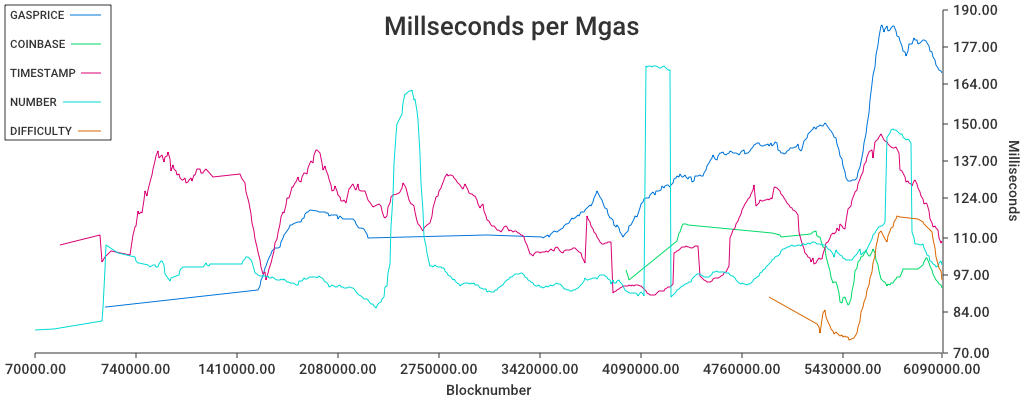 Millseconds per Mgas
GASPRICE
COINBASE
TIMESTAMP
NUMBER
DIFFICULTY
190.00
177.00
164.00
150.00
137.00
124.00
110.00
97.00
84.00
70.00
Milliseconds
70000.00 740000.00 1410000.00 2080000.00 2750000.00 3420000.00 4090000.00 4760000.00 5430000.00 6090000.00
Blocknumber